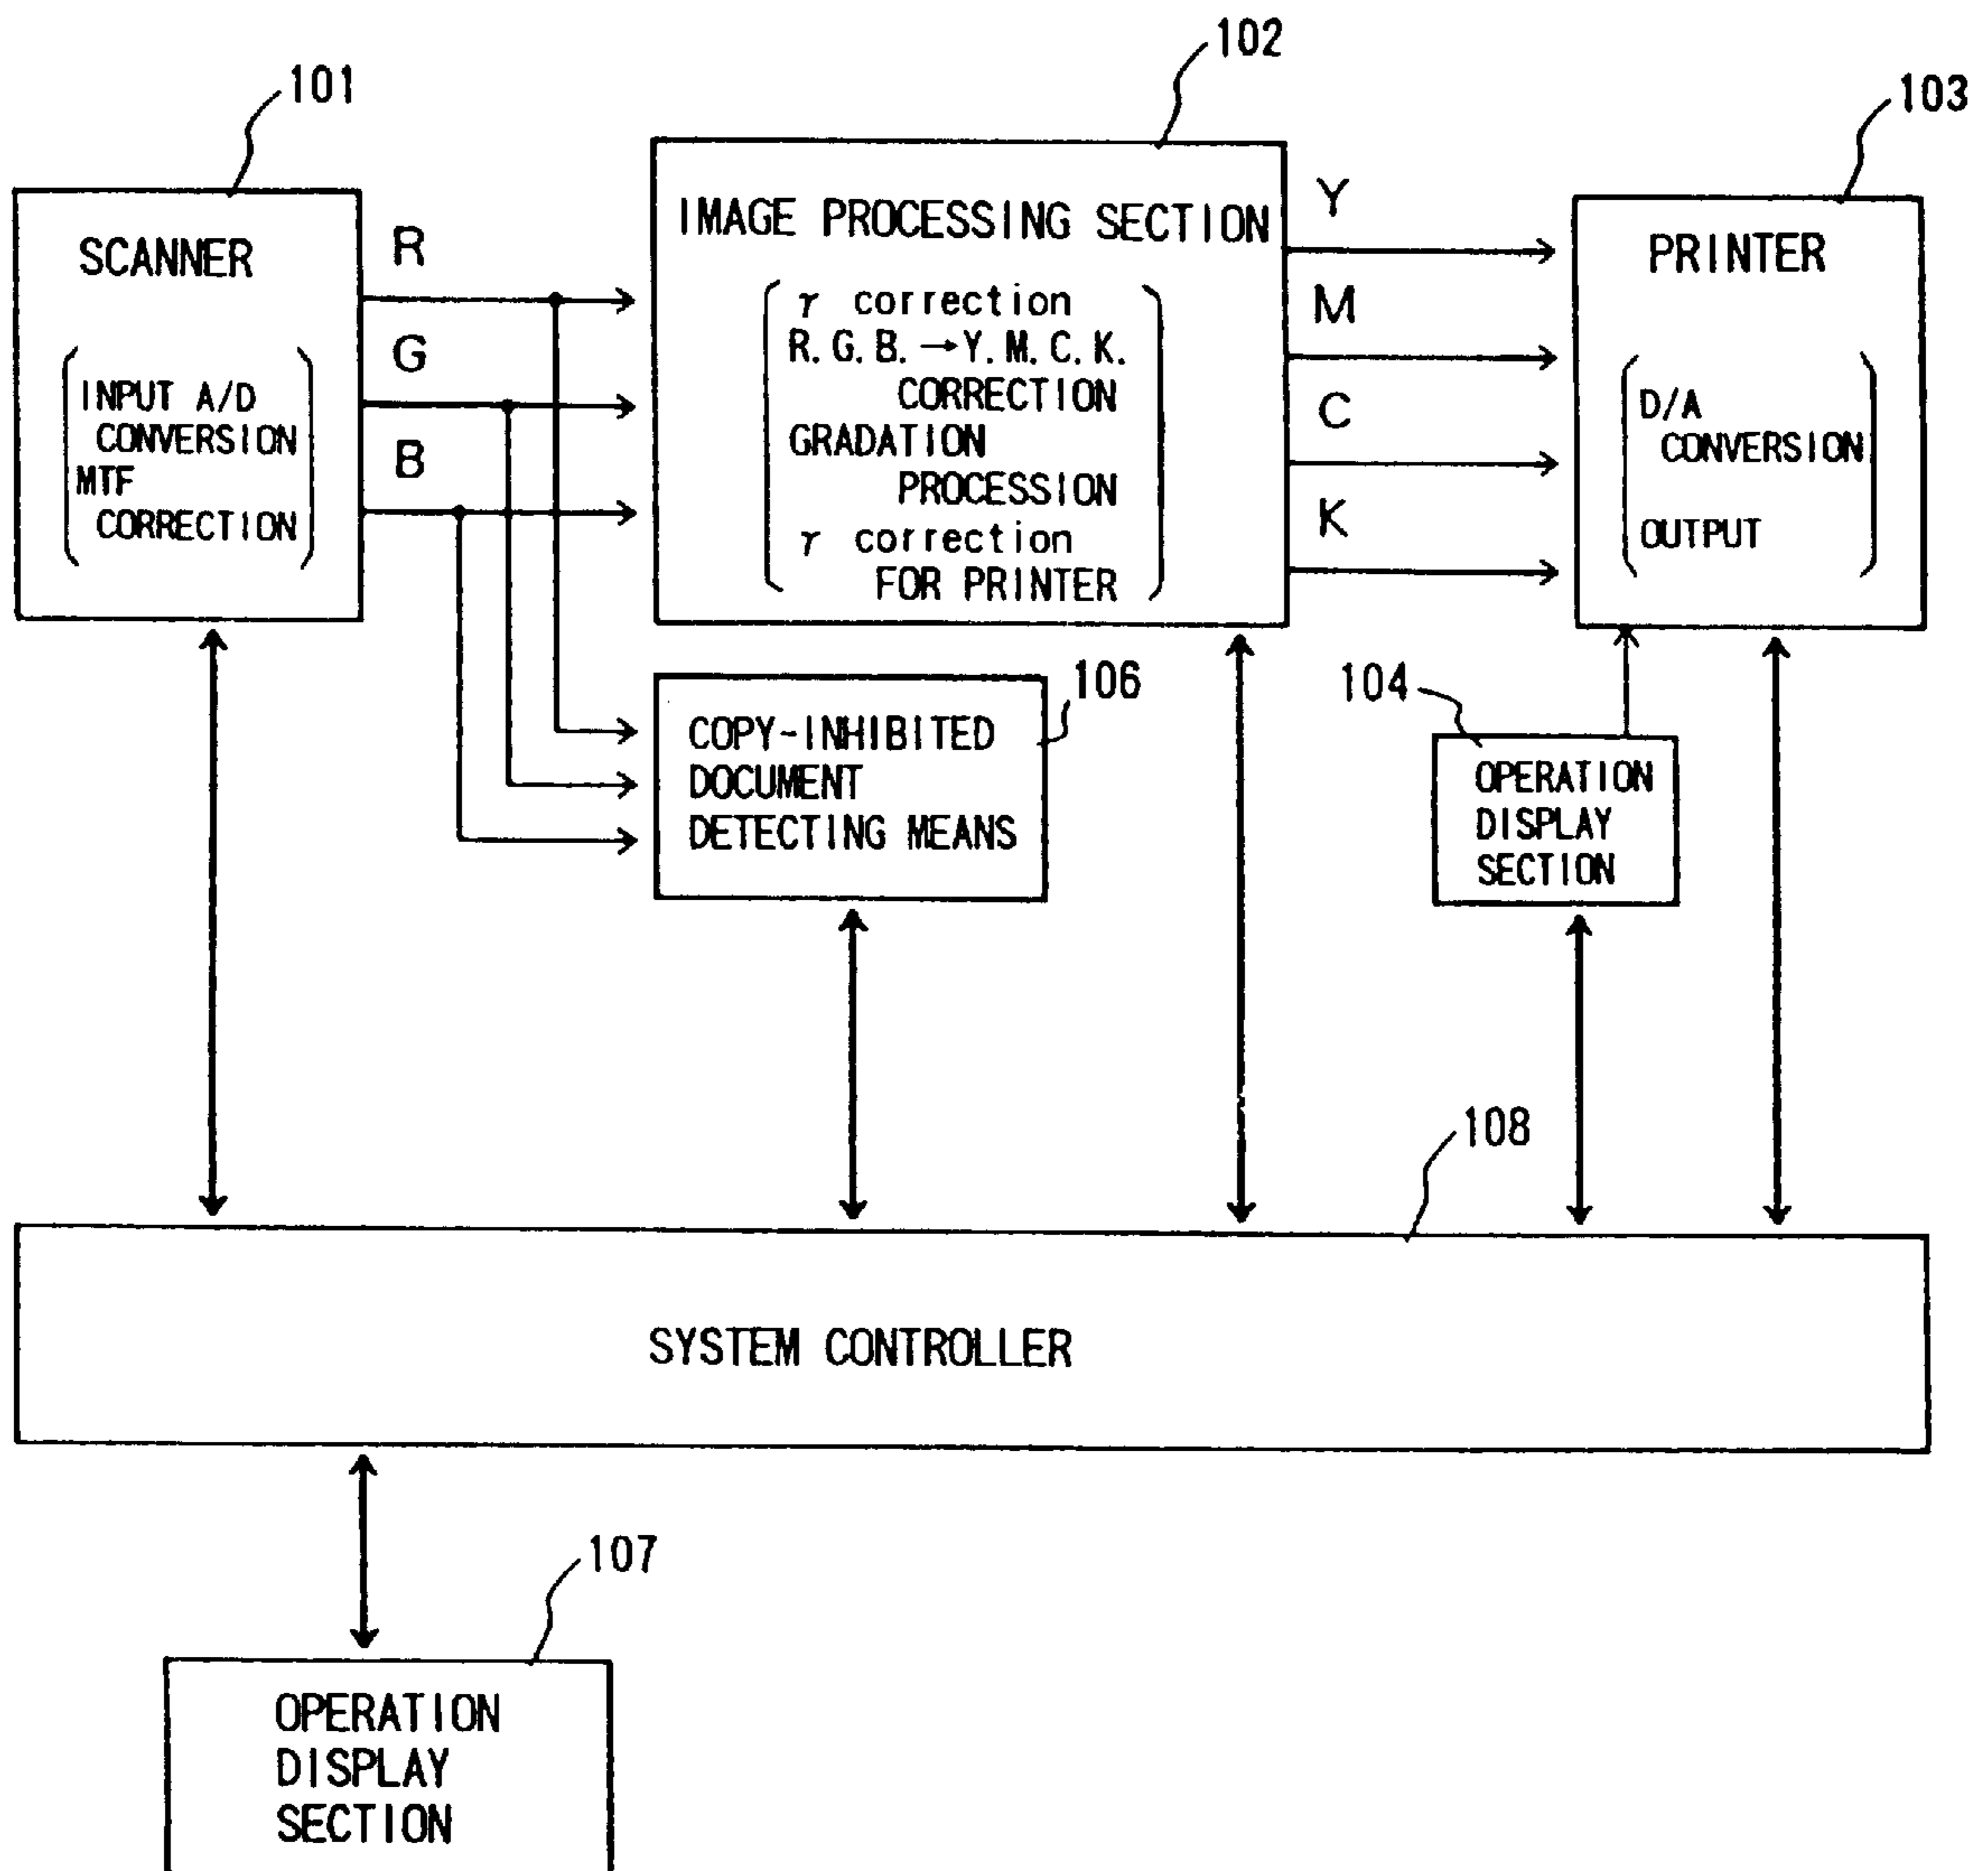 101
102
103
SCANNER
INPUT A/D
CONVERSION
MTF
CORRECTION
R
G
B
IMAGE PROCESSING SECTION
γ correction
R.G.B.→Y.M.C.K.
CORRECTION
GRADATION
PROCESSION
γ correction
FOR PRINTER
Y
M
C
K
PRINTER
D/A
CONVERSION
OUTPUT
106
COPY-INHIBITED
DOCUMENT
DETECTING MEANS
104
OPERATION
DISPLAY
SECTION
108
SYSTEM CONTROLLER
107
OPERATION
DISPLAY
SECTION